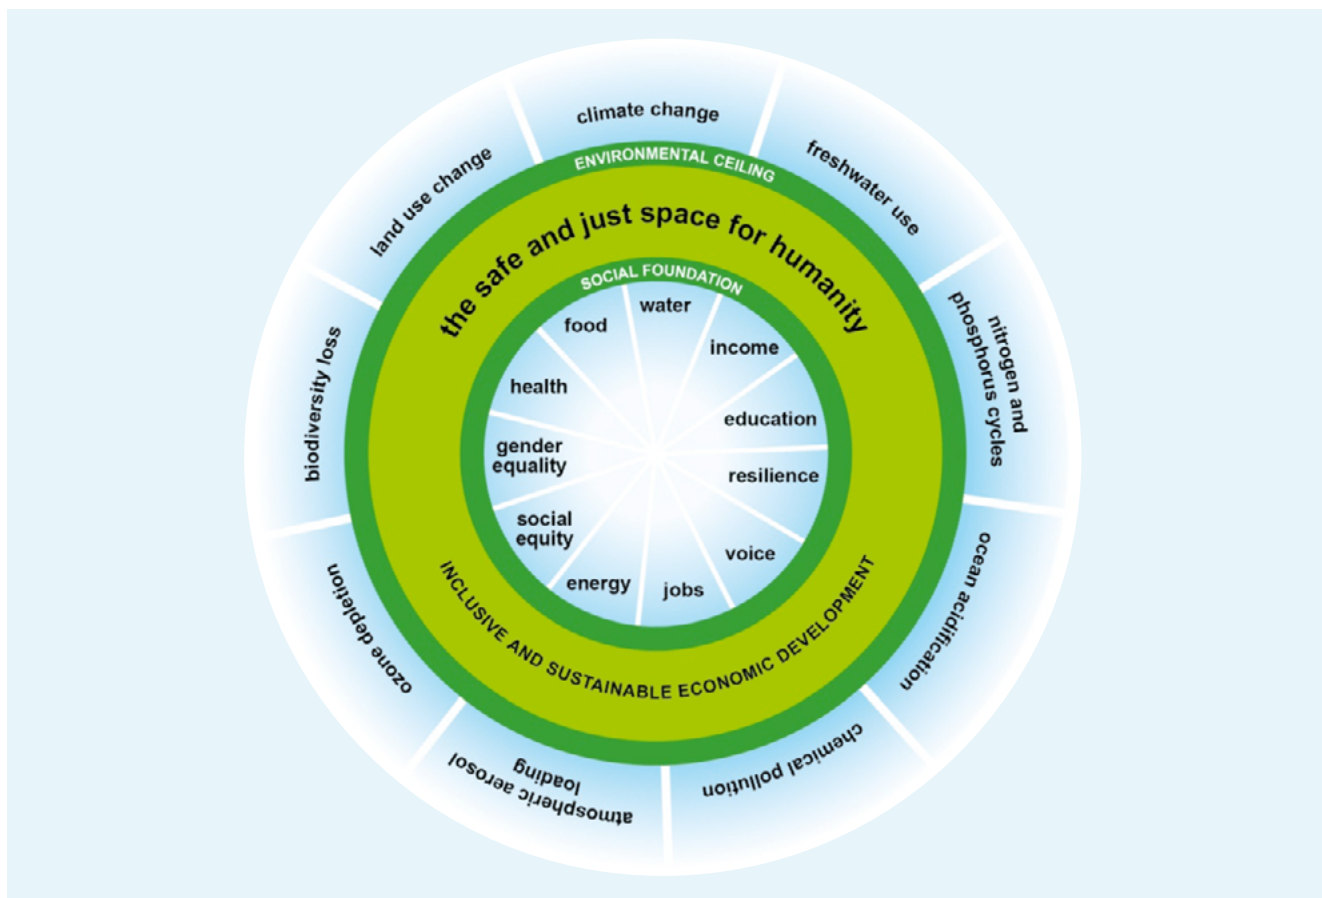 climate change
freshwater use
nitrogen and
phosphorus cycles
ocean acidification
chemical pollution
atmospheric aerosol
loading
ozone depletion
biodiversity loss
land use change
ENVIRONMENTAL CEILING
the safe and just space for humanity
SOCIAL FOUNDATION
water
income
education
resilience
voice
jobs
energy
social
equity
gender
equality
health
food
INCLUSIVE AND SUSTAINABLE ECONOMIC DEVELOPMENT